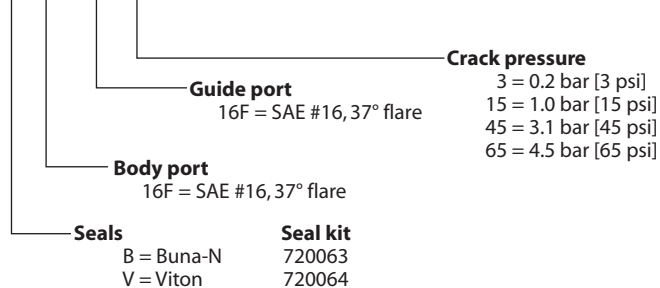 Crack pressure
3 = 0.2 bar [3 psi]
15 = 1.0 bar [15 psi]
45 = 3.1 bar [45 psi]
65 = 4.5 bar [65 psi]
Guide port
16F = SAE #16, 37° flare
Body port
16F = SAE #16, 37° flare
Seals Seal kit
B = Buna-N 720063
V = Viton 720064